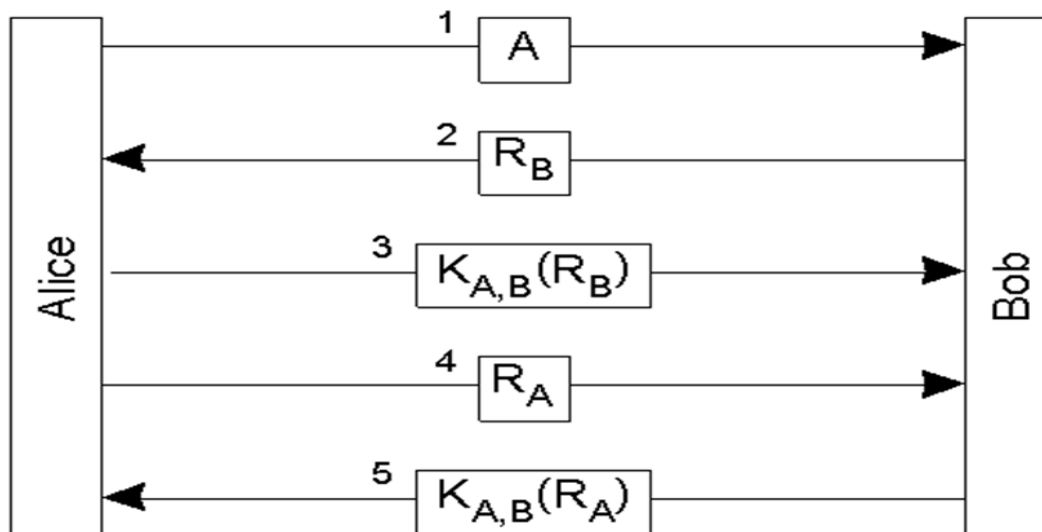 1 A
2 R_B
3 K_A,B(R_B)
4 R_A
5 K_A,B(R_A)
Alice
Bob